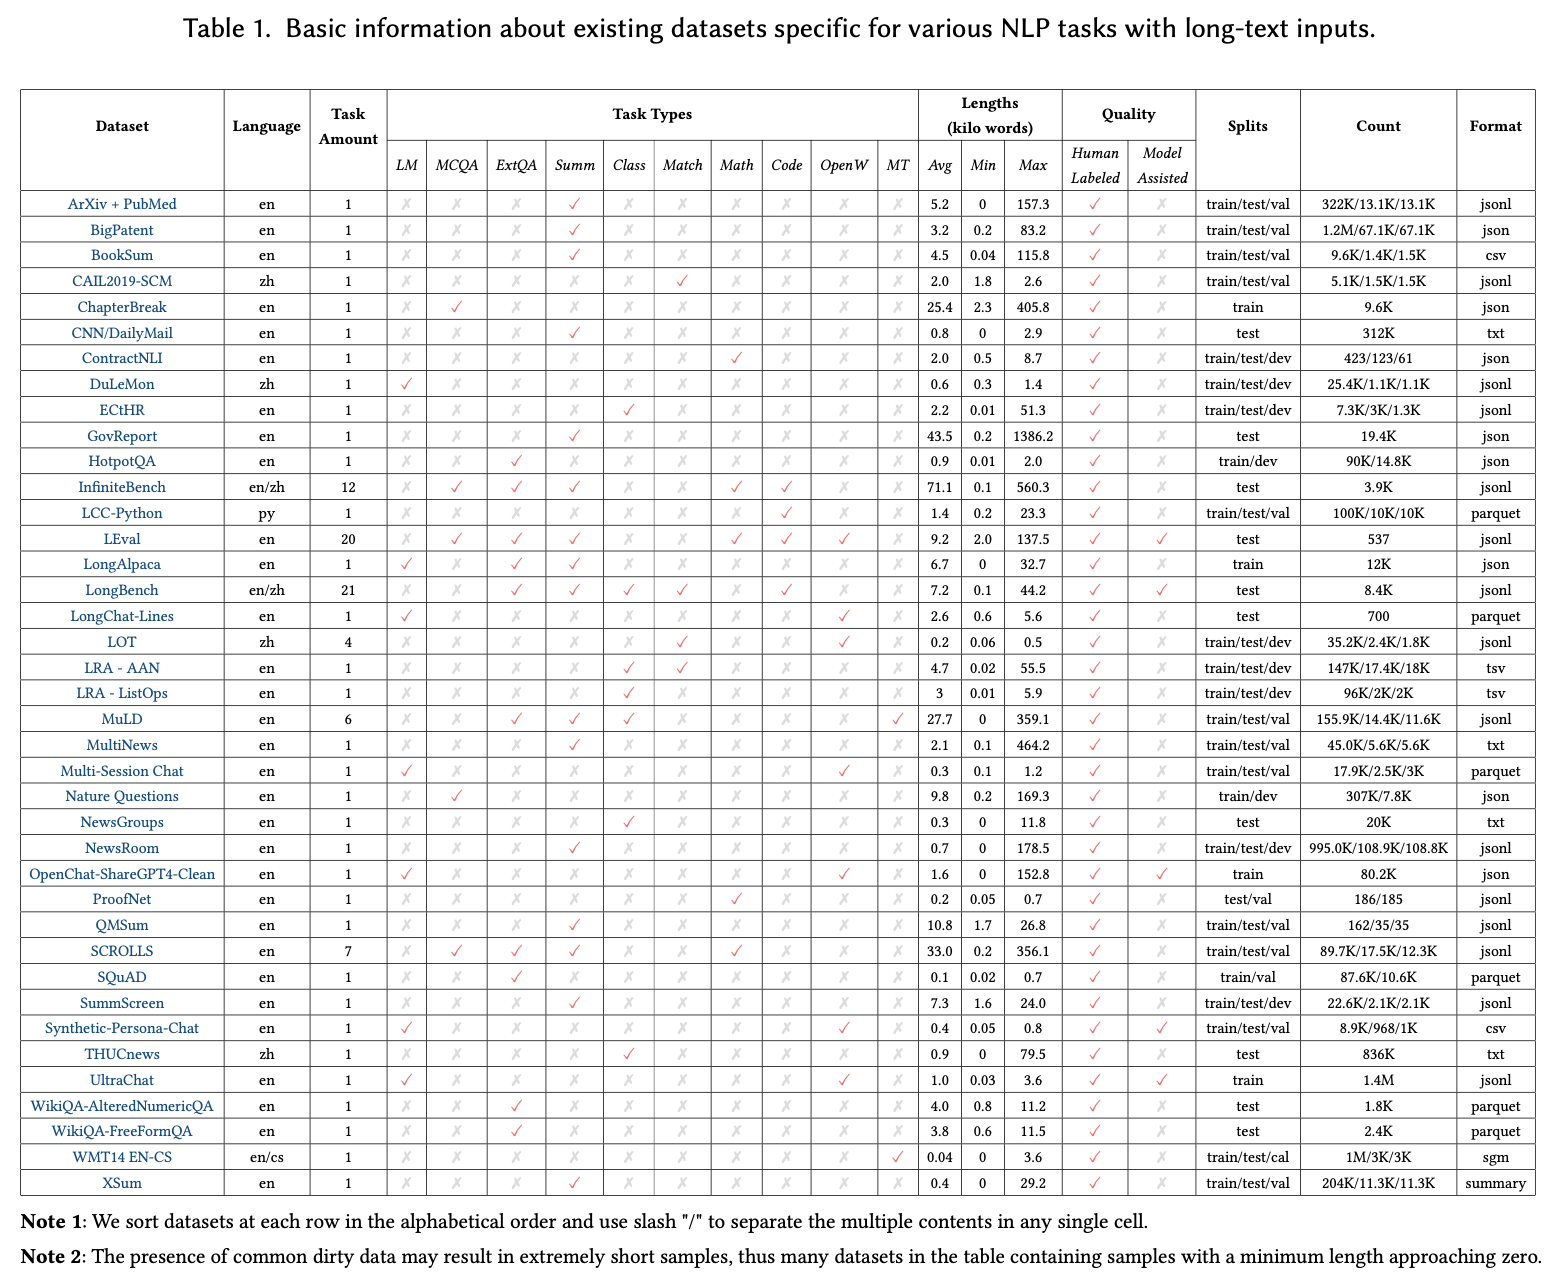 Table 1. Basic information about existing datasets specific for various NLP tasks with long-text inputs.
Dataset Language Task Amount Task Types Lengths (kilo words) Quality Splits Count Format
LM MCQA ExtQA Summ Class Match Math Code OpenW MT Avg Min Max Human Labeled Model Assisted
ArXiv + PubMed en 1 ✗ ✗ ✗ ✓ ✗ ✗ ✗ ✗ ✗ ✗ 5.2 0 157.3 ✓ ✗ train/test/val 322K/13.1K/13.1K jsonl
BigPatent en 1 ✗ ✗ ✗ ✓ ✗ ✗ ✗ ✗ ✗ ✗ 3.2 0.2 83.2 ✓ ✗ train/test/val 1.2M/67.1K/67.1K json
BookSum en 1 ✗ ✗ ✗ ✓ ✗ ✗ ✗ ✗ ✗ ✗ 4.5 0.04 115.8 ✓ ✗ train/test/val 9.6K/1.4K/1.5K csv
CAIL2019-SCM zh 1 ✗ ✗ ✗ ✗ ✗ ✓ ✗ ✗ ✗ ✗ 2.0 1.8 2.6 ✓ ✗ train/test/val 5.1K/1.5K/1.5K jsonl
ChapterBreak en 1 ✗ ✓ ✗ ✗ ✗ ✗ ✗ ✗ ✗ ✗ 25.4 2.3 405.8 ✓ ✗ train 9.6K json
CNN/DailyMail en 1 ✗ ✗ ✗ ✓ ✗ ✗ ✗ ✗ ✗ ✗ 0.8 0 2.9 ✓ ✗ test 312K txt
ContractNLI en 1 ✗ ✗ ✗ ✗ ✗ ✗ ✓ ✗ ✗ ✗ 2.0 0.5 8.7 ✓ ✗ train/test/dev 423/123/61 json
DuLeMon zh 1 ✓ ✗ ✗ ✗ ✗ ✗ ✗ ✗ ✗ ✗ 0.6 0.3 1.4 ✓ ✗ train/test/dev 25.4K/1.1K/1.1K jsonl
ECtHR en 1 ✗ ✗ ✗ ✗ ✓ ✗ ✗ ✗ ✗ ✗ 2.2 0.01 51.3 ✓ ✗ train/test/dev 7.3K/3K/1.3K jsonl
GovReport en 1 ✗ ✗ ✗ ✓ ✗ ✗ ✗ ✗ ✗ ✗ 43.5 0.2 1386.2 ✓ ✗ test 19.4K json
HotpotQA en 1 ✗ ✗ ✓ ✗ ✗ ✗ ✗ ✗ ✗ ✗ 0.9 0.01 2.0 ✓ ✗ train/dev 90K/14.8K json
InfiniteBench en/zh 12 ✗ ✓ ✓ ✓ ✗ ✗ ✓ ✓ ✗ ✗ 71.1 0.1 560.3 ✓ ✗ test 3.9K jsonl
LCC-Python py 1 ✗ ✗ ✗ ✗ ✗ ✗ ✗ ✓ ✗ ✗ 1.4 0.2 23.3 ✓ ✗ train/test/val 100K/10K/10K parquet
LEval en 20 ✗ ✓ ✓ ✓ ✗ ✗ ✓ ✓ ✓ ✗ 9.2 2.0 137.5 ✓ ✓ test 537 jsonl
LongAlpaca en 1 ✓ ✗ ✓ ✓ ✗ ✗ ✗ ✗ ✗ ✗ 6.7 0 32.7 ✓ ✗ train 12K json
LongBench en/zh 21 ✗ ✗ ✓ ✓ ✓ ✓ ✗ ✓ ✗ ✗ 7.2 0.1 44.2 ✓ ✓ test 8.4K jsonl
LongChat-Lines en 1 ✓ ✗ ✗ ✗ ✗ ✗ ✗ ✗ ✓ ✗ 2.6 0.6 5.6 ✓ ✗ test 700 parquet
LOT zh 4 ✗ ✗ ✗ ✗ ✗ ✓ ✗ ✗ ✓ ✗ 0.2 0.06 0.5 ✓ ✗ train/test/dev 35.2K/2.4K/1.8K jsonl
LRA - AAN en 1 ✗ ✗ ✗ ✗ ✓ ✓ ✗ ✗ ✗ ✗ 4.7 0.02 55.5 ✓ ✗ train/test/dev 147K/17.4K/18K tsv
LRA - ListOps en 1 ✗ ✗ ✗ ✗ ✓ ✗ ✗ ✗ ✗ ✗ 3 0.01 5.9 ✓ ✗ train/test/dev 96K/2K/2K tsv
MuLD en 6 ✗ ✗ ✓ ✓ ✓ ✗ ✗ ✗ ✗ ✓ 27.7 0 359.1 ✓ ✗ train/test/val 155.9K/14.4K/11.6K jsonl
MultiNews en 1 ✗ ✗ ✗ ✓ ✗ ✗ ✗ ✗ ✗ ✗ 2.1 0.1 464.2 ✓ ✗ train/test/val 45.0K/5.6K/5.6K txt
Multi-Session Chat en 1 ✓ ✗ ✗ ✗ ✗ ✗ ✗ ✗ ✓ ✗ 0.3 0.1 1.2 ✓ ✗ train/test/val 17.9K/2.5K/3K parquet
Nature Questions en 1 ✗ ✓ ✗ ✗ ✗ ✗ ✗ ✗ ✗ ✗ 9.8 0.2 169.3 ✓ ✗ train/dev 307K/7.8K json
NewsGroups en 1 ✗ ✗ ✗ ✗ ✓ ✗ ✗ ✗ ✗ ✗ 0.3 0 11.8 ✓ ✗ test 20K txt
NewsRoom en 1 ✗ ✗ ✗ ✓ ✗ ✗ ✗ ✗ ✗ ✗ 0.7 0 178.5 ✓ ✗ train/test/dev 995.0K/108.9K/108.8K jsonl
OpenChat-ShareGPT4-Clean en 1 ✓ ✗ ✗ ✗ ✗ ✗ ✗ ✗ ✓ ✗ 1.6 0 152.8 ✓ ✓ train 80.2K json
ProofNet en 1 ✗ ✗ ✗ ✗ ✗ ✗ ✓ ✗ ✗ ✗ 0.2 0.05 0.7 ✓ ✗ test/val 186/185 jsonl
QMSum en 1 ✗ ✗ ✗ ✓ ✗ ✗ ✗ ✗ ✗ ✗ 10.8 1.7 26.8 ✓ ✗ train/test/val 162/35/35 jsonl
SCROLLS en 7 ✗ ✓ ✓ ✓ ✗ ✗ ✓ ✗ ✗ ✗ 33.0 0.2 356.1 ✓ ✗ train/test/val 89.7K/17.5K/12.3K jsonl
SQuAD en 1 ✗ ✗ ✓ ✗ ✗ ✗ ✗ ✗ ✗ ✗ 0.1 0.02 0.7 ✓ ✗ train/val 87.6K/10.6K parquet
SummScreen en 1 ✗ ✗ ✗ ✓ ✗ ✗ ✗ ✗ ✗ ✗ 7.3 1.6 24.0 ✓ ✗ train/test/dev 22.6K/2.1K/2.1K jsonl
Synthetic-Persona-Chat en 1 ✓ ✗ ✗ ✗ ✗ ✗ ✗ ✗ ✓ ✗ 0.4 0.05 0.8 ✓ ✓ train/test/val 8.9K/968/1K csv
THUCnews zh 1 ✗ ✗ ✗ ✗ ✓ ✗ ✗ ✗ ✗ ✗ 0.9 0 79.5 ✓ ✗ test 836K txt
UltraChat en 1 ✓ ✗ ✗ ✗ ✗ ✗ ✗ ✗ ✓ ✗ 1.0 0.03 3.6 ✓ ✓ train 1.4M jsonl
WikiQA-AlteredNumericQA en 1 ✗ ✗ ✓ ✗ ✗ ✗ ✗ ✗ ✗ ✗ 4.0 0.8 11.2 ✓ ✗ test 1.8K parquet
WikiQA-FreeFormQA en 1 ✗ ✗ ✓ ✗ ✗ ✗ ✗ ✗ ✗ ✗ 3.8 0.6 11.5 ✓ ✗ test 2.4K parquet
WMT14 EN-CS en/cs 1 ✗ ✗ ✗ ✗ ✗ ✗ ✗ ✗ ✗ ✓ 0.04 0 3.6 ✓ ✗ train/test/cal 1M/3K/3K sgm
XSum en 1 ✗ ✗ ✗ ✓ ✗ ✗ ✗ ✗ ✗ ✗ 0.4 0 29.2 ✓ ✗ train/test/val 204K/11.3K/11.3K summary
Note 1: We sort datasets at each row in the alphabetical order and use slash "/" to separate the multiple contents in any single cell.
Note 2: The presence of common dirty data may result in extremely short samples, thus many datasets in the table containing samples with a minimum length approaching zero.